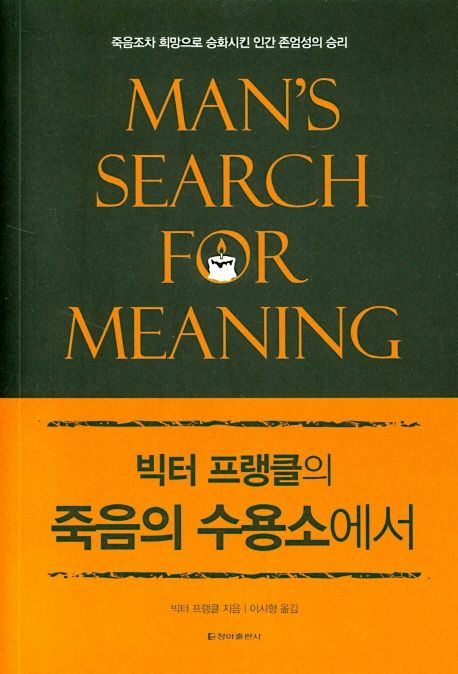 죽음조차 희망으로 승화시킨 인간 존엄성의 승리
MAN'S
SEARCH
FOR
MEANING
빅터 프랭클의
죽음의 수용소에서
빅터 프랭클 지음 | 이시형 옮김
청아출판사